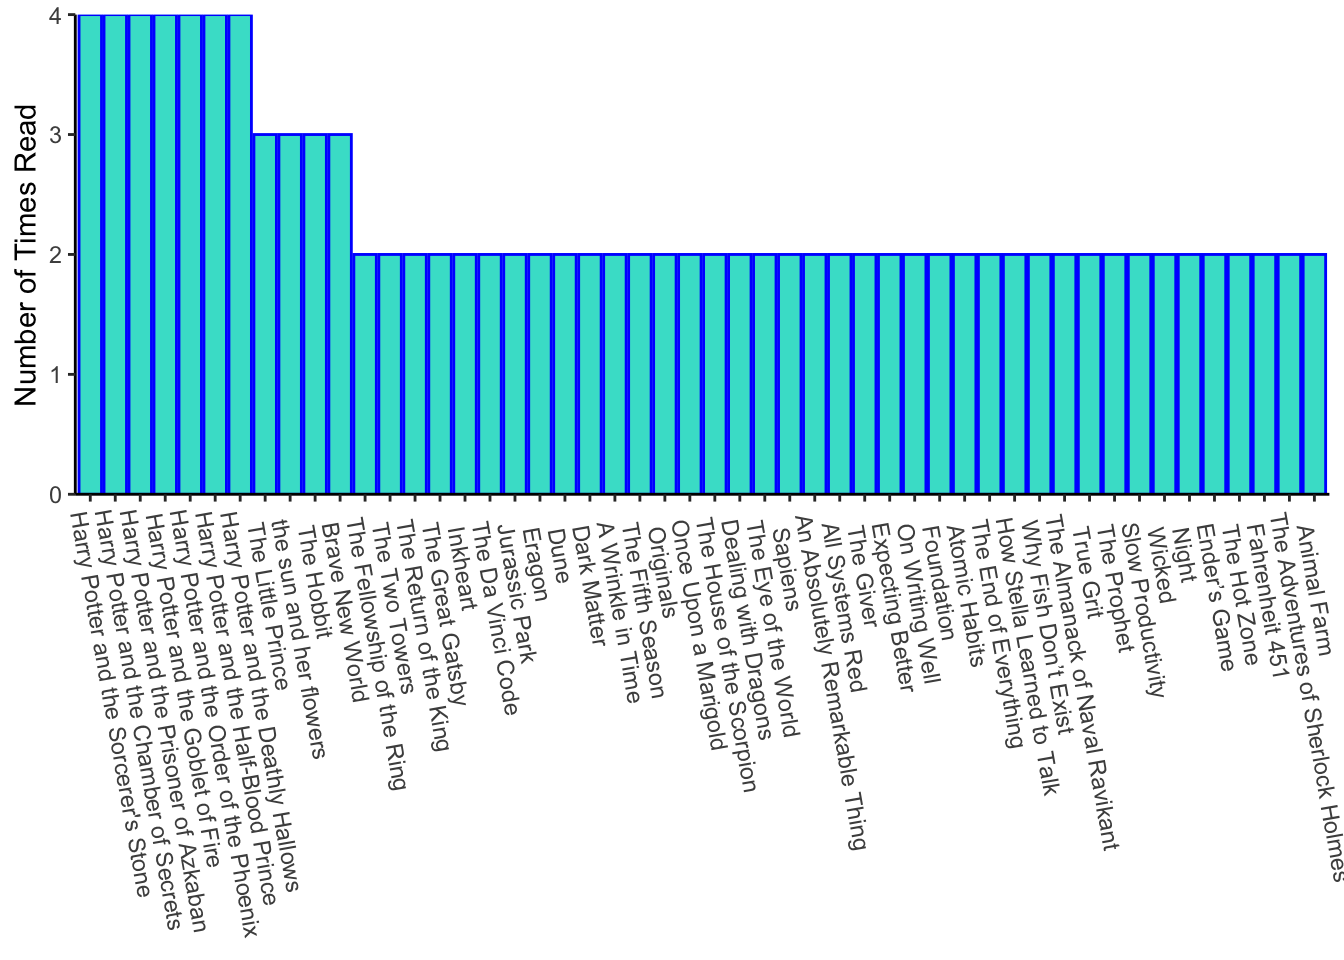 4
3
2
1
0
Number of Times Read
Harry Potter and the Sorcerer's Stone
Harry Potter and the Chamber of Secrets
Harry Potter and the Prisoner of Azkaban
Harry Potter and the Goblet of Fire
Harry Potter and the Order of the Phoenix
Harry Potter and the Half-Blood Prince
Harry Potter and the Deathly Hallows
The Little Prince
the sun and her flowers
The Hobbit
Brave New World
The Fellowship of the Ring
The Two Towers
The Return of the King
The Great Gatsby
Inkheart
The Da Vinci Code
Jurassic Park
Eragon
Dune
Dark Matter
A Wrinkle in Time
The Fifth Season
Originals
Once Upon a Marigold
The House of the Scorpion
Dealing with Dragons
The Eye of the World
Sapiens
An Absolutely Remarkable Thing
All Systems Red
The Giver
Expecting Better
On Writing Well
Foundation
Atomic Habits
The End of Everything
How Stella Learned to Talk
Why Fish Don't Exist
The Almanack of Naval Ravikant
True Grit
The Prophet
Slow Productivity
Wicked
Night
Ender's Game
The Hot Zone
Fahrenheit 451
The Adventures of Sherlock Holmes
Animal Farm